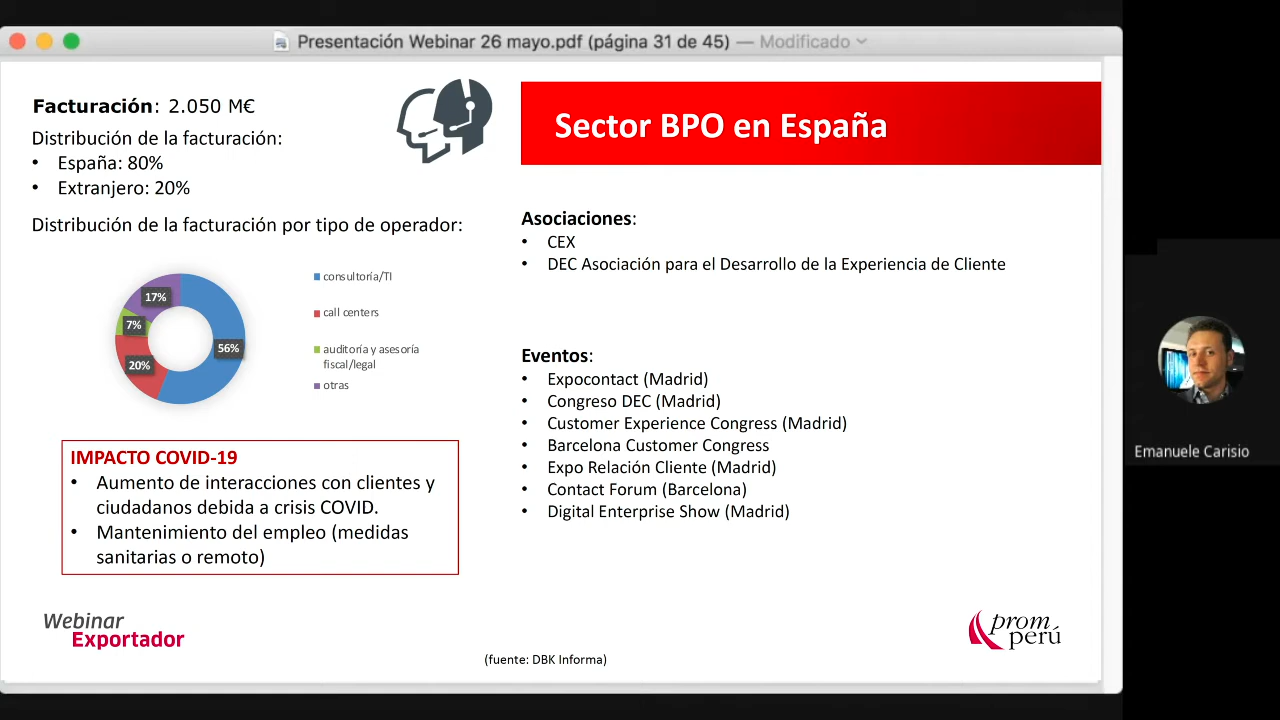 Presentación Webinar 26 mayo.pdf (página 31 de 45) — Modificado
Facturación: 2.050 M€
Distribución de la facturación:
• España: 80%
• Extranjero: 20%
Distribución de la facturación por tipo de operador:
17%
7%
20%
56%
consultoría/TI
call centers
auditoría y asesoría
fiscal/legal
otras
IMPACTO COVID-19
• Aumento de interacciones con clientes y
ciudadanos debida a crisis COVID.
• Mantenimiento del empleo (medidas
sanitarias o remoto)
Sector BPO en España
Asociaciones:
• CEX
• DEC Asociación para el Desarrollo de la Experiencia de Cliente
Eventos:
• Expocontact (Madrid)
• Congreso DEC (Madrid)
• Customer Experience Congress (Madrid)
• Barcelona Customer Congress
• Expo Relación Cliente (Madrid)
• Contact Forum (Barcelona)
• Digital Enterprise Show (Madrid)
Webinar
Exportador
(fuente: DBK Informa)
prom
perú
Emanuele Carisio